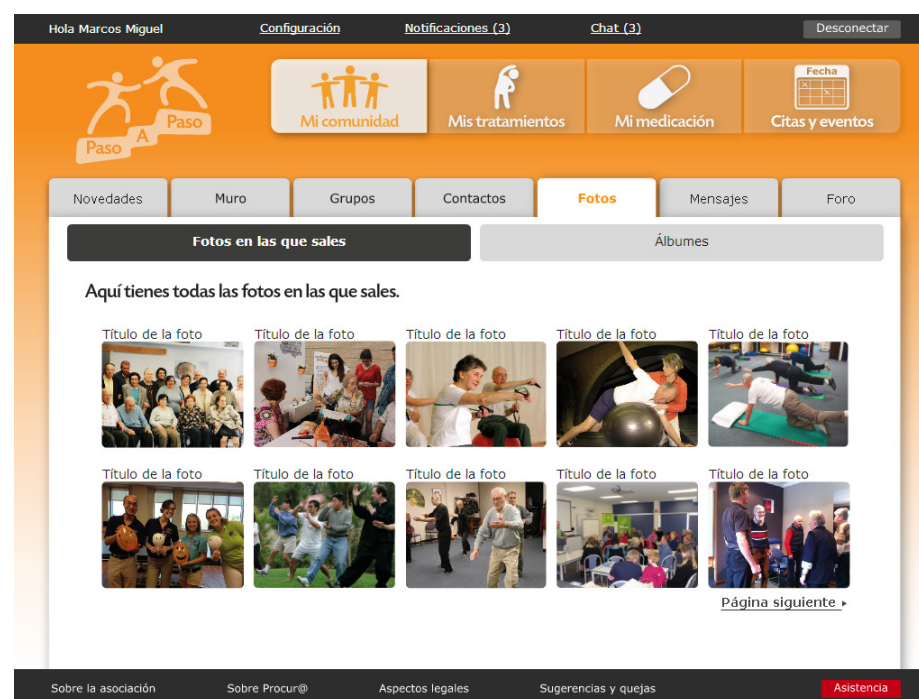 Hola Marcos Miguel Configuración Notificaciones (3) Chat (3) Desconectar
Paso A Paso
Mi comunidad Mis tratamientos Mi medicación Fecha Citas y eventos
Novedades Muro Grupos Contactos Fotos Mensajes Foro
Fotos en las que sales Álbumes
Aquí tienes todas las fotos en las que sales.
Título de la foto Título de la foto Título de la foto Título de la foto Título de la foto
Título de la foto Título de la foto Título de la foto Título de la foto Título de la foto
Página siguiente
Sobre la asociación Sobre Procur@ Aspectos legales Sugerencias y quejas Asistencia